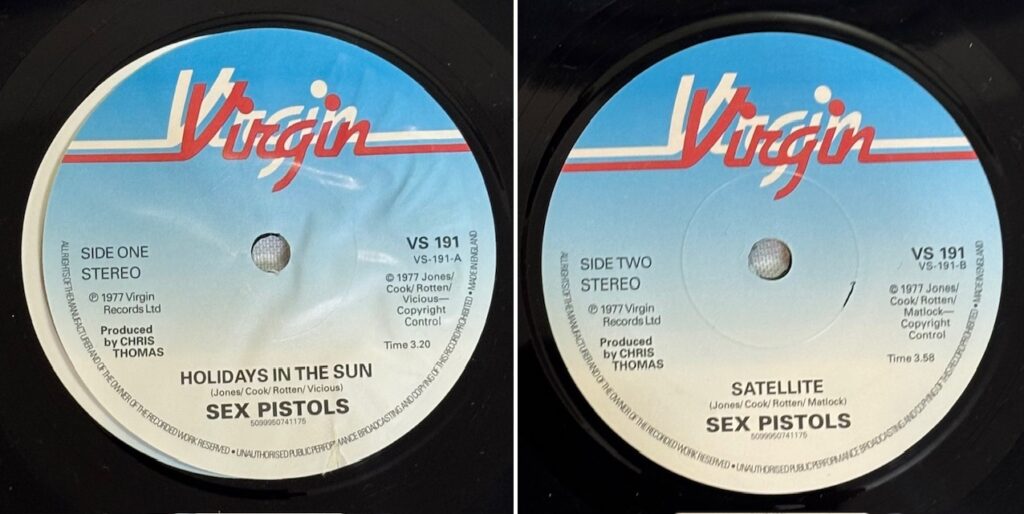 Virgin
SIDE ONE
STEREO
℗ 1977 Virgin
Records Ltd
Produced
by CHRIS
THOMAS
VS 191
VS-191-A
© 1977 Jones/
Cook/Rotten/
Vicious—
Copyright
Control
Time 3.20
HOLIDAYS IN THE SUN
(Jones/Cook/Rotten/Vicious)
SEX PISTOLS
5099950741175
ALL RIGHTS OF THE MANUFACTURER AND OF THE OWNER OF THE RECORDED WORK RESERVED • UNAUTHORISED PUBLIC PERFORMANCE BROADCASTING AND COPYING OF THIS RECORD PROHIBITED • MADE IN ENGLAND
Virgin
SIDE TWO
STEREO
℗ 1977 Virgin
Records Ltd
Produced
by CHRIS
THOMAS
VS 191
VS-191-B
© 1977 Jones/
Cook/Rotten/
Matlock—
Copyright
Control
Time 3.58
SATELLITE
(Jones/Cook/Rotten/Matlock)
SEX PISTOLS
5099950741175
ALL RIGHTS OF THE MANUFACTURER AND OF THE OWNER OF THE RECORDED WORK RESERVED • UNAUTHORISED PUBLIC PERFORMANCE BROADCASTING AND COPYING OF THIS RECORD PROHIBITED • MADE IN ENGLAND